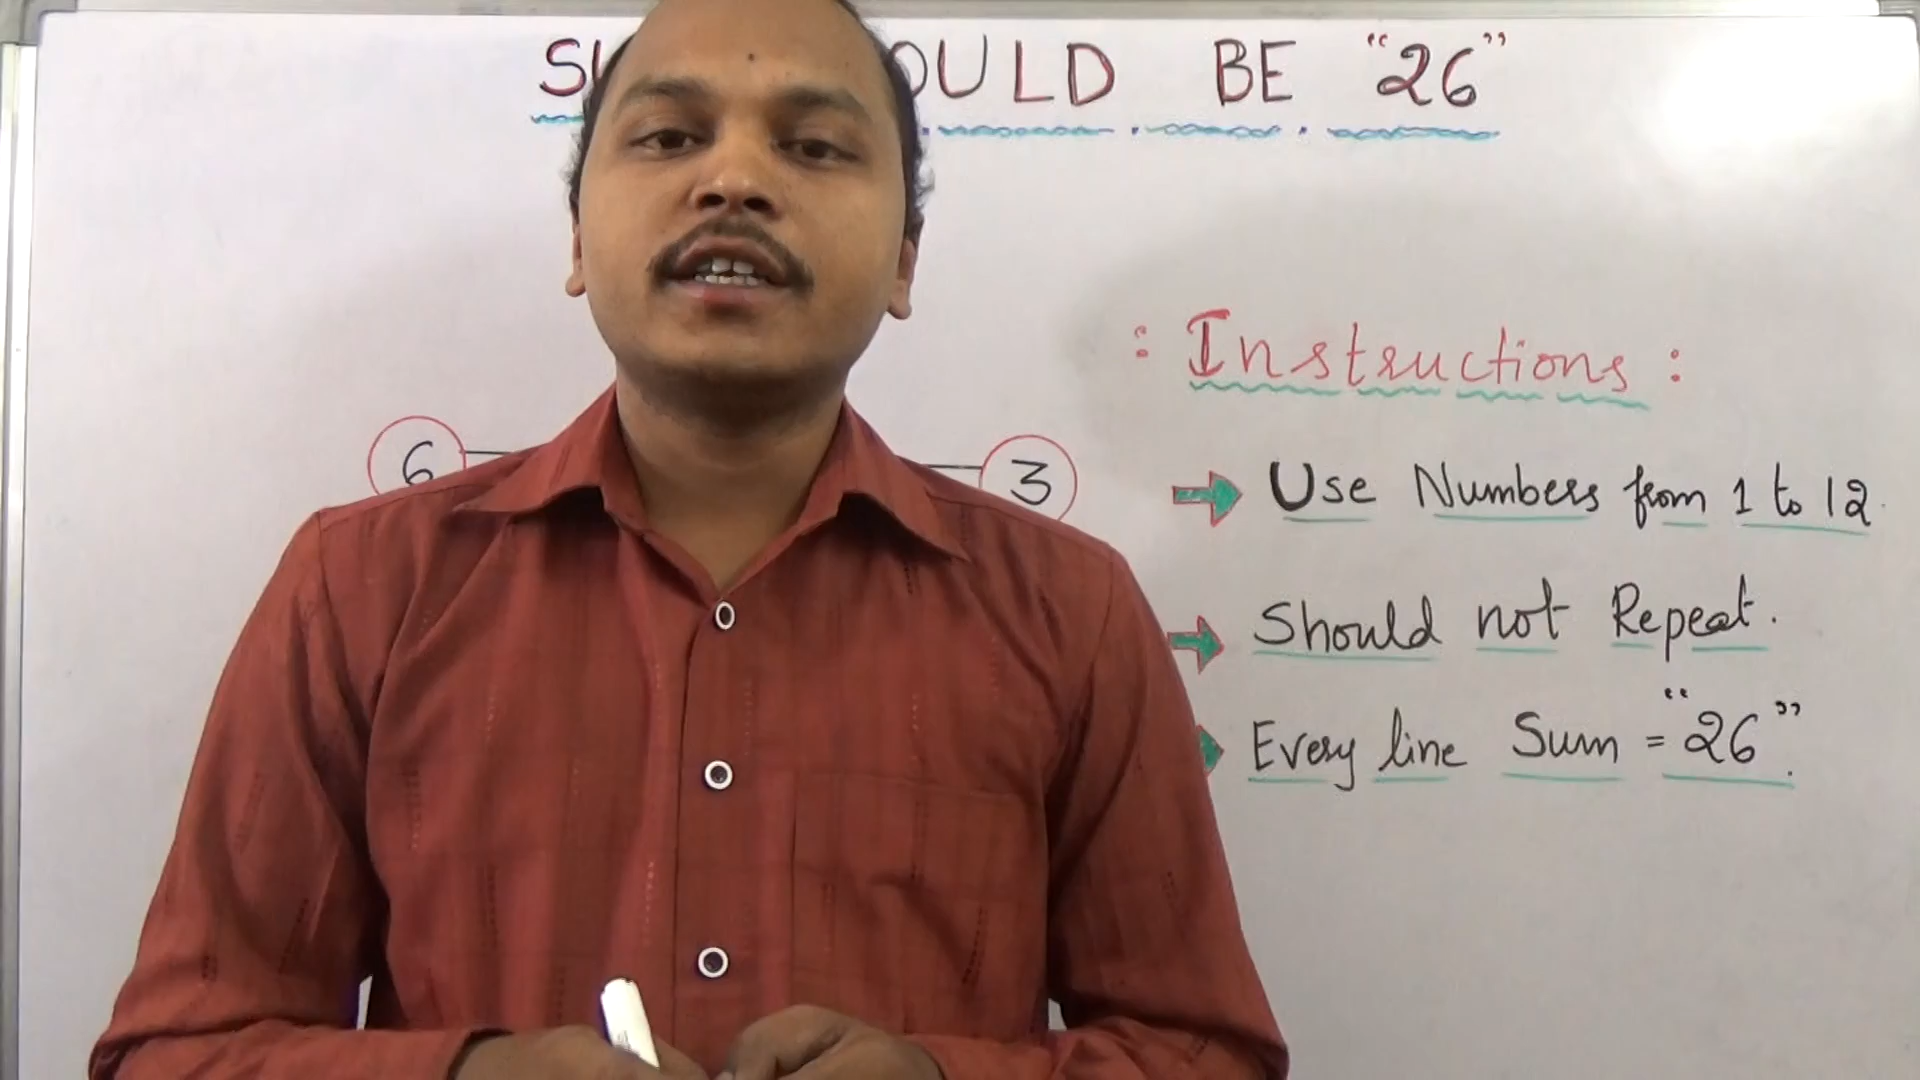 OULD BE “26”
: Instructions :
6
3
Use Numbers from 1 to 12
Should not Repeat.
Every line Sum = “26”.